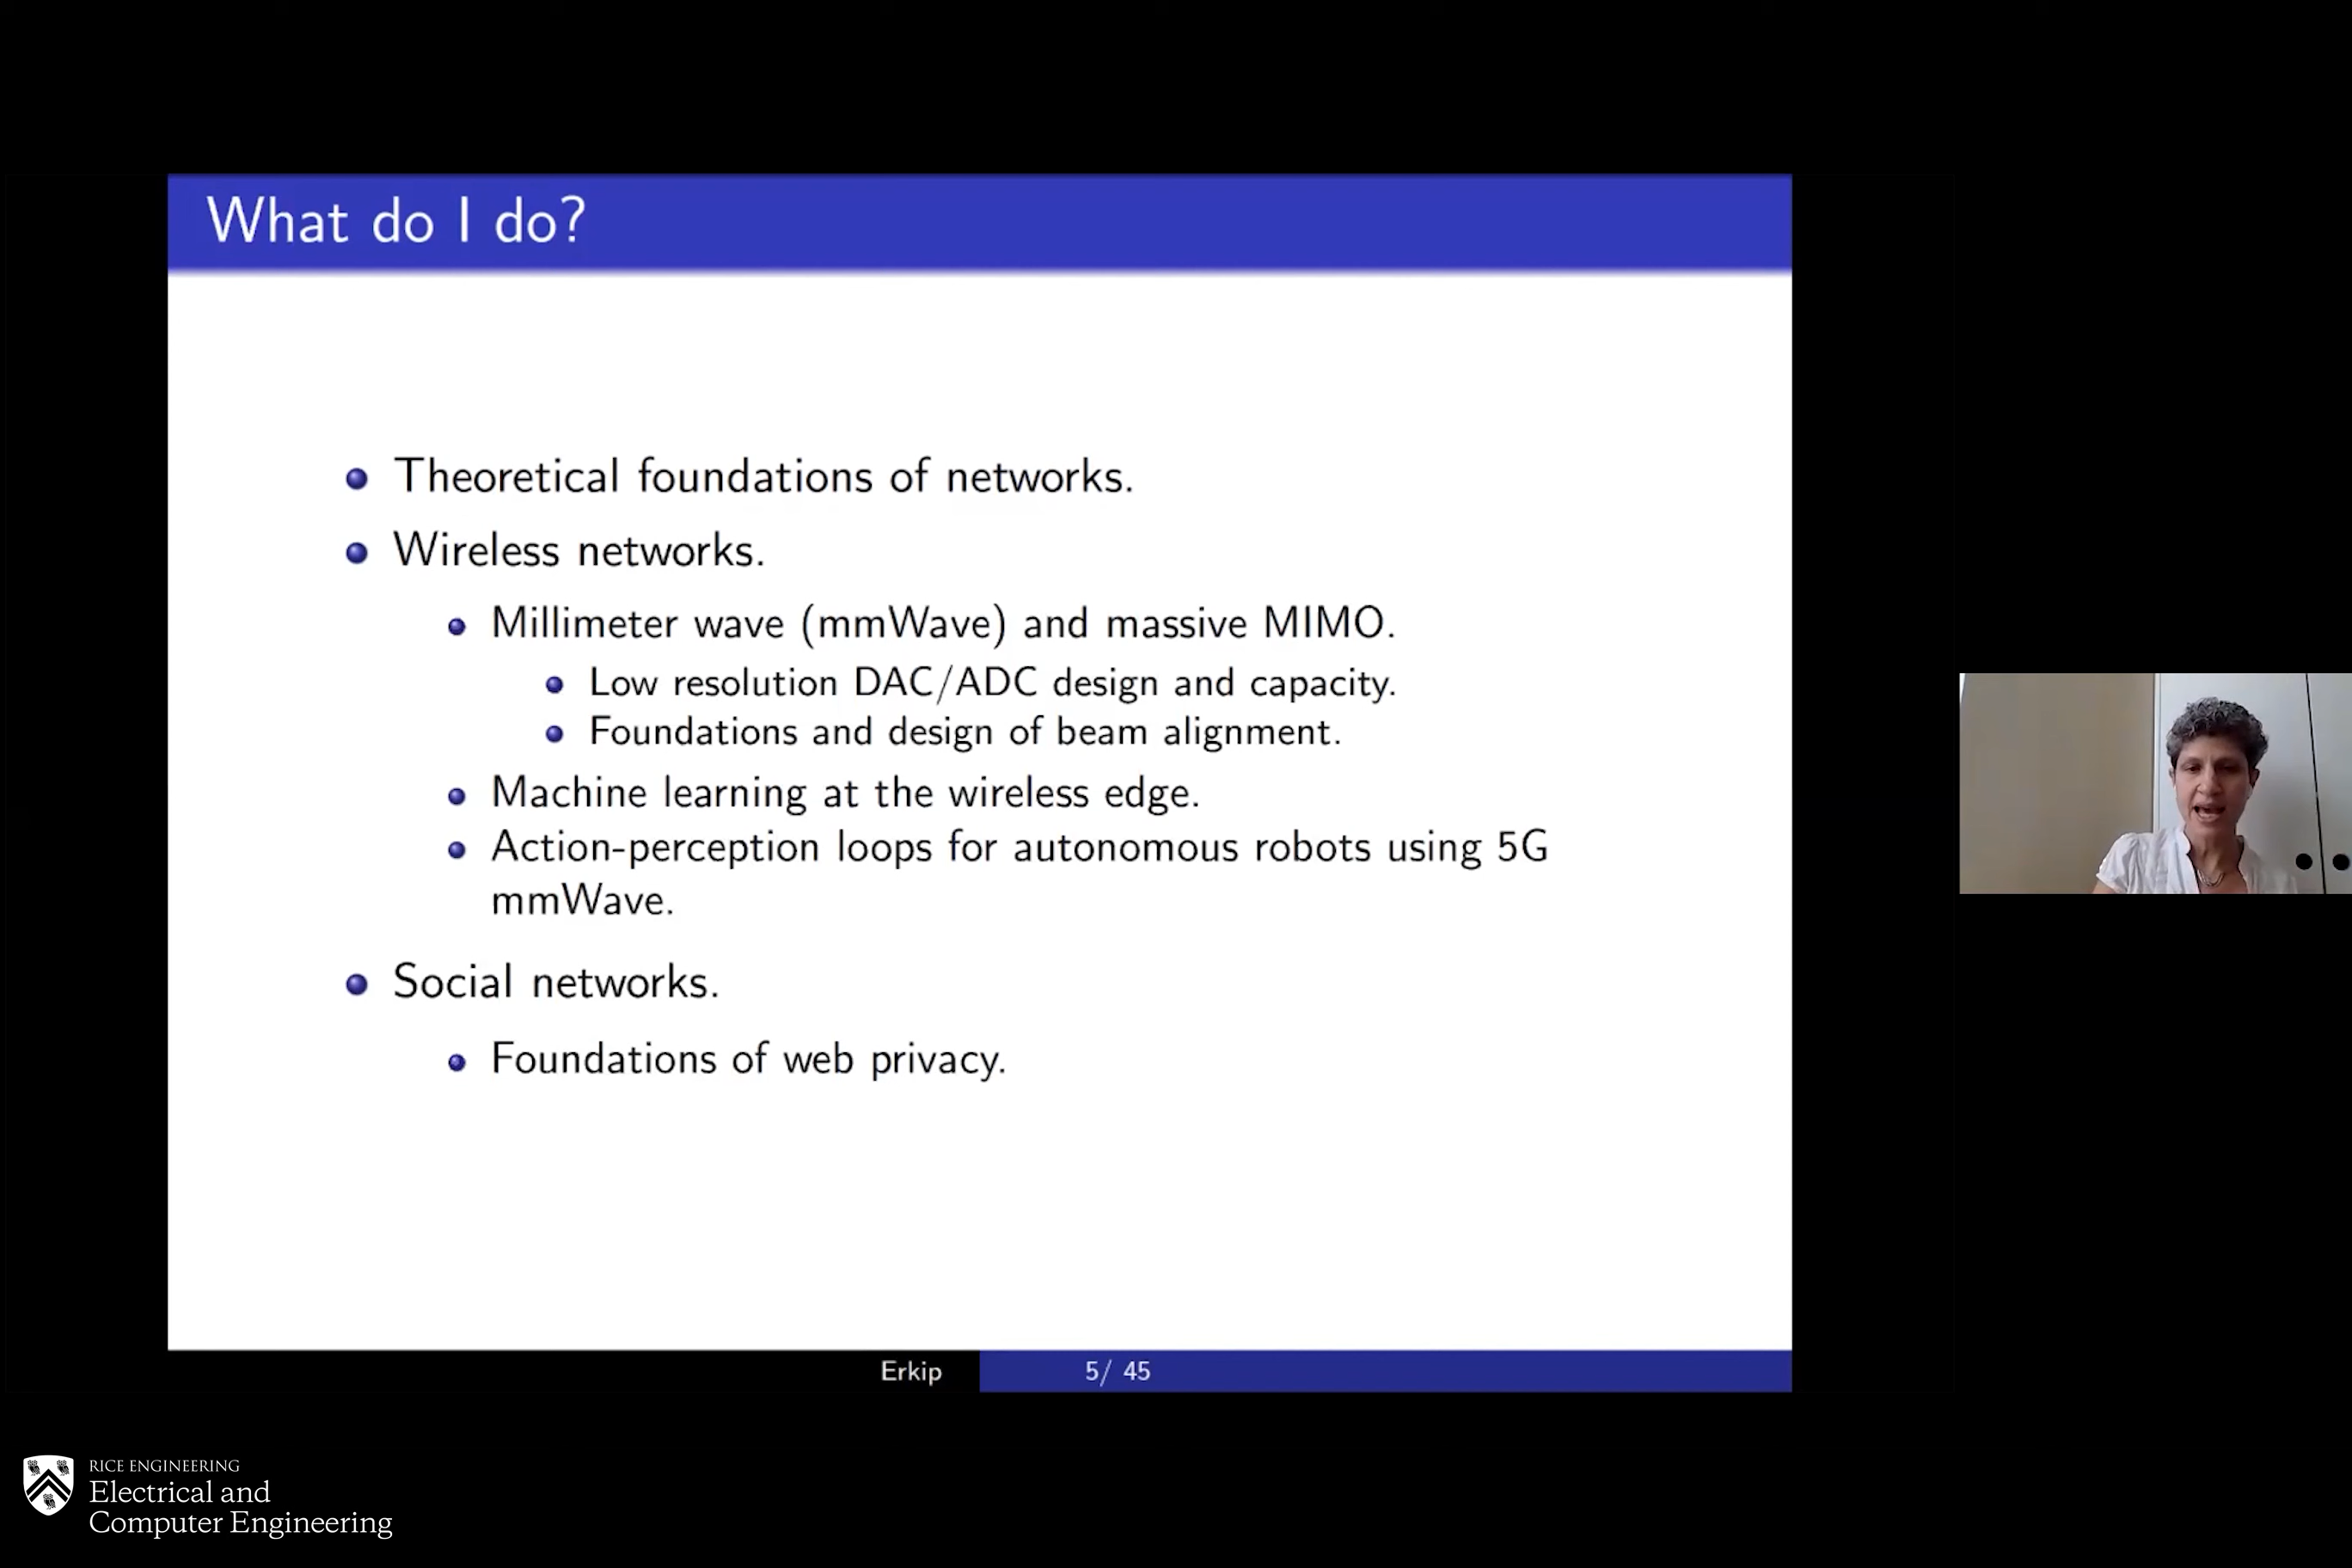 What do I do?
Theoretical foundations of networks.
Wireless networks.
Millimeter wave (mmWave) and massive MIMO.
Low resolution DAC/ADC design and capacity.
Foundations and design of beam alignment.
Machine learning at the wireless edge.
Action-perception loops for autonomous robots using 5G
mmWave.
Social networks.
Foundations of web privacy.
Erkip 5/ 45
RICE ENGINEERING
Electrical and
Computer Engineering